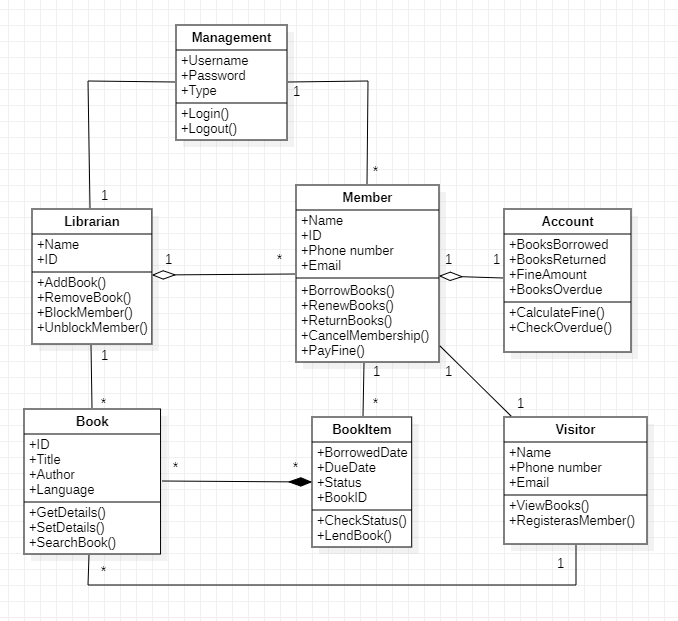 Management
+Username
+Password
+Type
+Login()
+Logout()
1
*
1
Librarian
+Name
+ID
+AddBook()
+RemoveBook()
+BlockMember()
+UnblockMember()
1
*
Member
+Name
+ID
+Phone number
+Email
+BorrowBooks()
+RenewBooks()
+ReturnBooks()
+CancelMembership()
+PayFine()
1
1
Account
+BooksBorrowed
+BooksReturned
+FineAmount
+BooksOverdue
+CalculateFine()
+CheckOverdue()
1
*
1
*
1
1
Book
+ID
+Title
+Author
+Language
+GetDetails()
+SetDetails()
+SearchBook()
*
*
BookItem
+BorrowedDate
+DueDate
+Status
+BookID
+CheckStatus()
+LendBook()
Visitor
+Name
+Phone number
+Email
+ViewBooks()
+RegisterasMember()
*
1